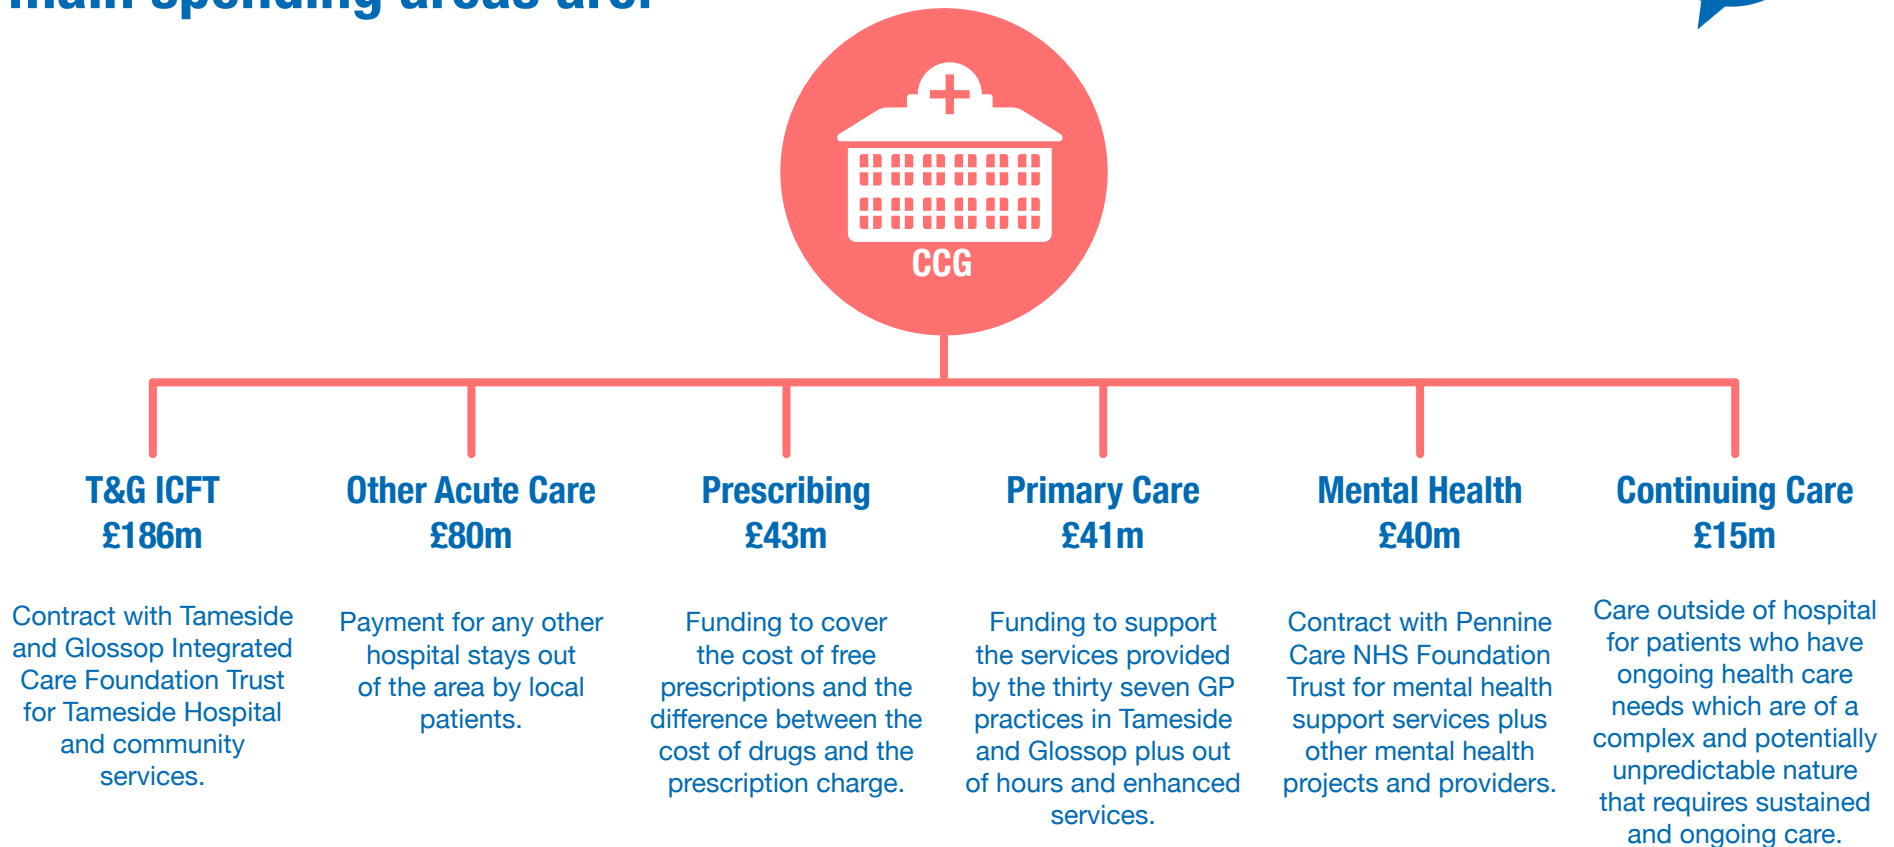 main spending areas are:
CCG
T&G ICFT
£186m
Contract with Tameside
and Glossop Integrated
Care Foundation Trust
for Tameside Hospital
and community
services.
Other Acute Care
£80m
Payment for any other
hospital stays out
of the area by local
patients.
Prescribing
£43m
Funding to cover
the cost of free
prescriptions and the
difference between the
cost of drugs and the
prescription charge.
Primary Care
£41m
Funding to support
the services provided
by the thirty seven GP
practices in Tameside
and Glossop plus out
of hours and enhanced
services.
Mental Health
£40m
Contract with Pennine
Care NHS Foundation
Trust for mental health
support services plus
other mental health
projects and providers.
Continuing Care
£15m
Care outside of hospital
for patients who have
ongoing health care
needs which are of a
complex and potentially
unpredictable nature
that requires sustained
and ongoing care.